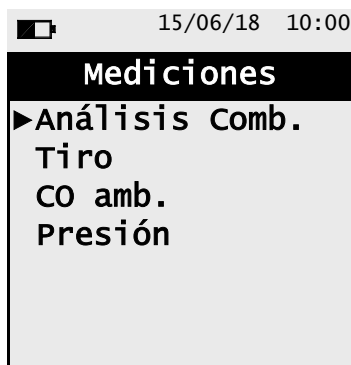 15/06/18 10:00
Mediciones
►Análisis Comb.
Tiro
CO amb.
Presión